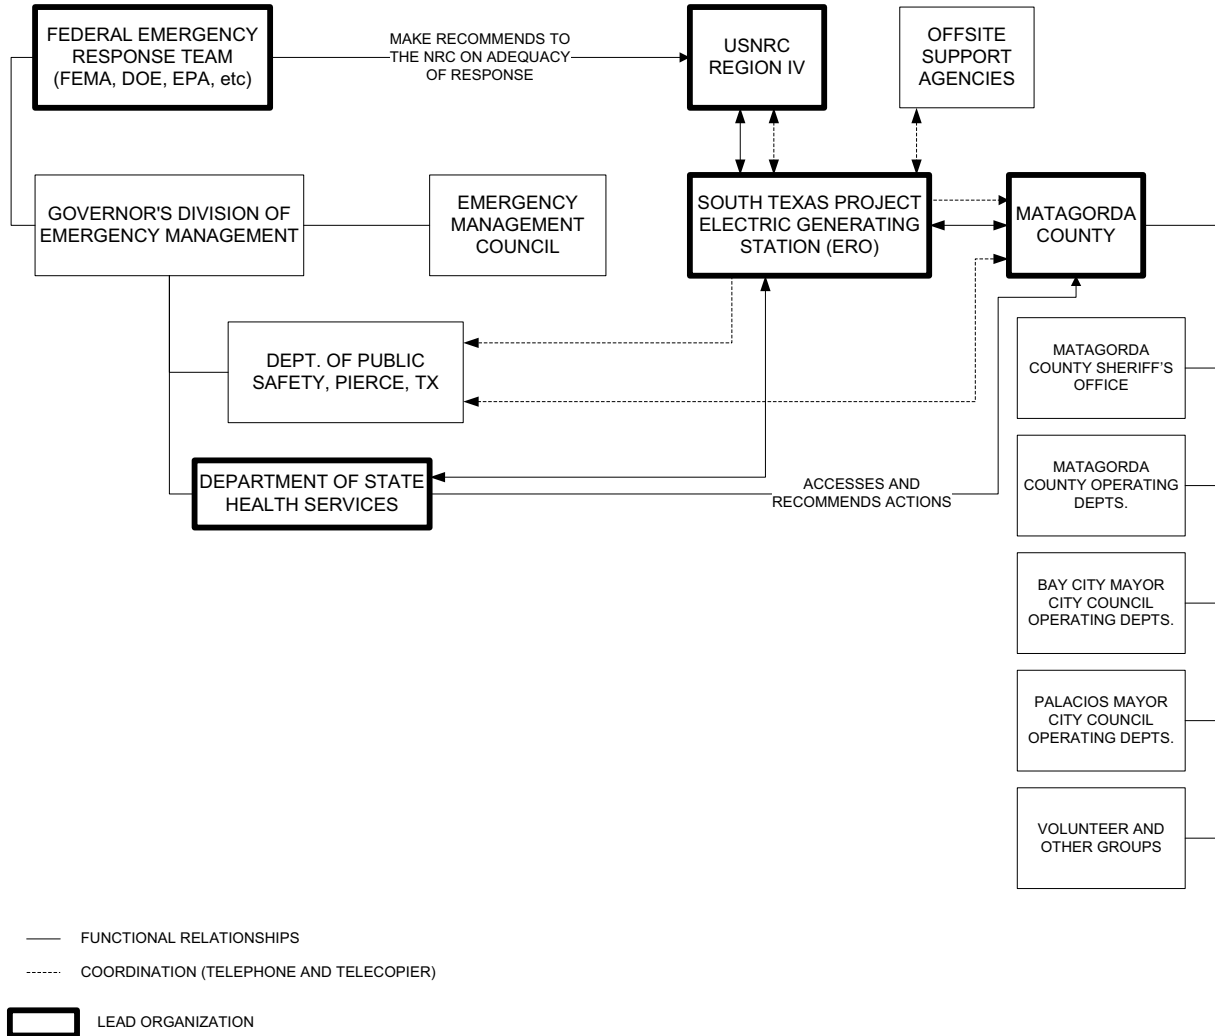 FEDERAL EMERGENCY
RESPONSE TEAM
(FEMA, DOE, EPA, etc)
MAKE RECOMMENDS TO
THE NRC ON ADEQUACY
OF RESPONSE
USNRC
REGION IV
OFFSITE
SUPPORT
AGENCIES
GOVERNOR'S DIVISION OF
EMERGENCY MANAGEMENT
EMERGENCY
MANAGEMENT
COUNCIL
SOUTH TEXAS PROJECT
ELECTRIC GENERATING
STATION (ERO)
MATAGORDA
COUNTY
DEPT. OF PUBLIC
SAFETY, PIERCE, TX
MATAGORDA
COUNTY SHERIFF'S
OFFICE
DEPARTMENT OF STATE
HEALTH SERVICES
ACCESSES AND
RECOMMENDS ACTIONS
MATAGORDA
COUNTY OPERATING
DEPTS.
BAY CITY MAYOR
CITY COUNCIL
OPERATING DEPTS.
PALACIOS MAYOR
CITY COUNCIL
OPERATING DEPTS.
VOLUNTEER AND
OTHER GROUPS
FUNCTIONAL RELATIONSHIPS
COORDINATION (TELEPHONE AND TELECOPIER)
LEAD ORGANIZATION